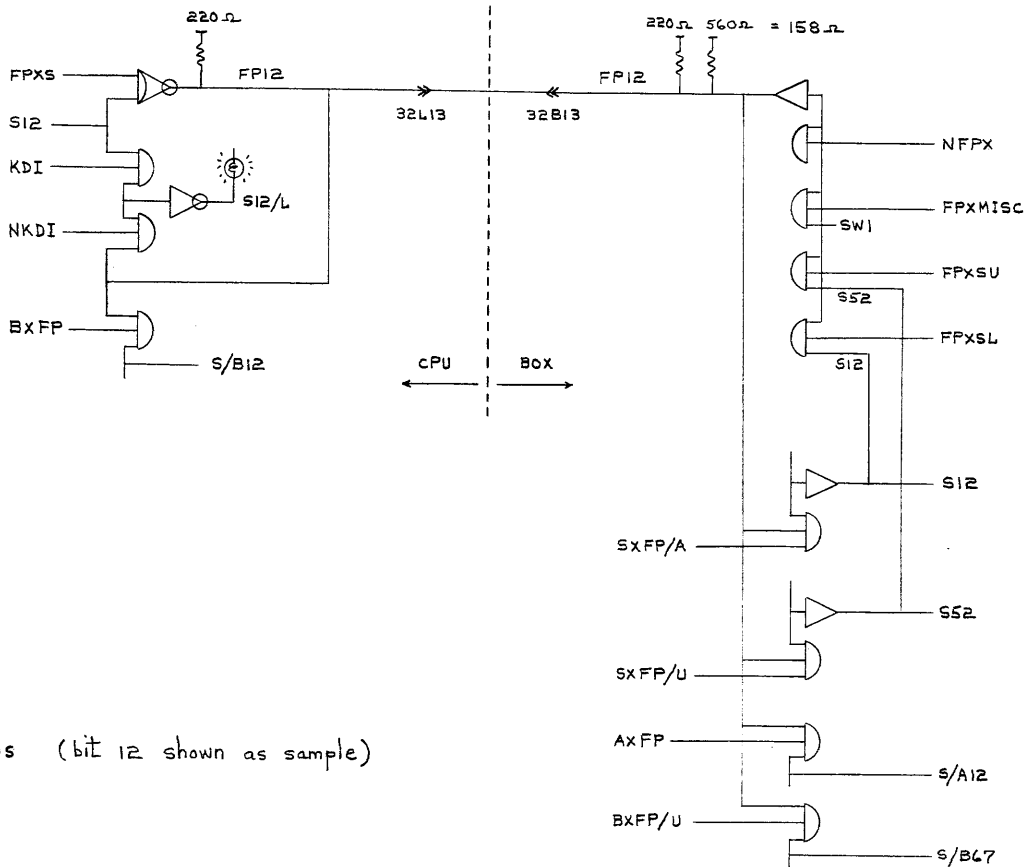 220Ω
220Ω 560Ω = 158Ω
FPXS
FP12
FP12
32L13
32B13
S12
KDI
NFPX
S12/L
FPXMISC
SW1
NKDI
FPXSU
S52
BXFP
FPXSL
S12
S/B12
CPU
BOX
S12
SXFP/A
S52
SXFP/U
AXFP
s (bit 12 shown as sample)
S/A12
BXFP/U
S/B67